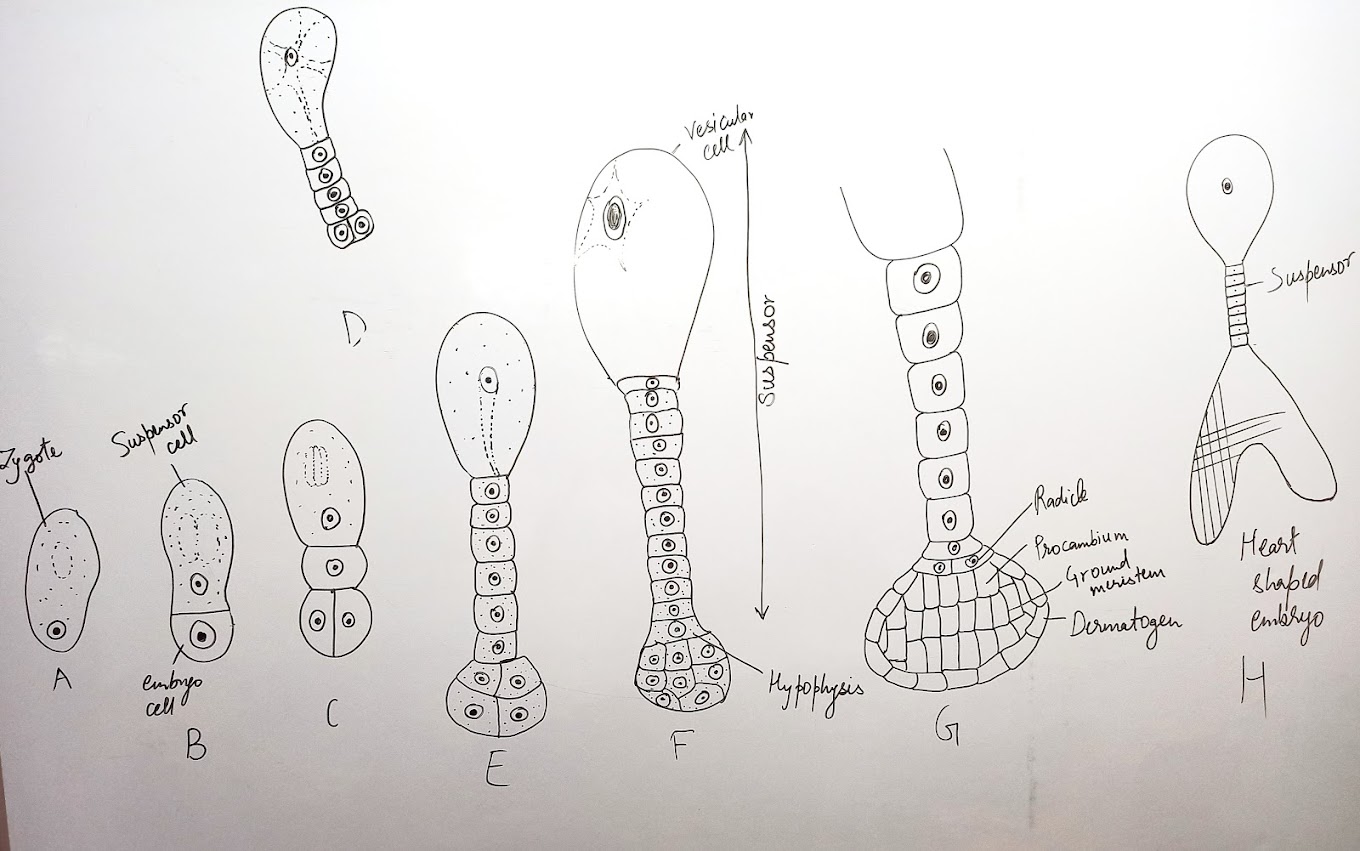 D
Vesicular
cell
Suspensor
Suspensor
Zygote
Suspensor
cell
embryo
cell
A
B
C
E
F
Hypophysis
Radicle
Procambium
Ground
meristem
Dermatogen
G
Heart
shaped
embryo
H